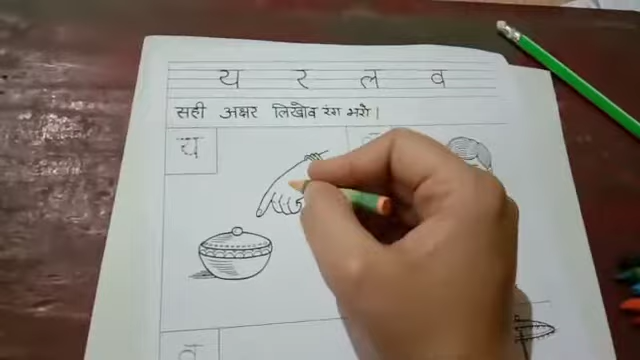 य र ल व
सही अक्षर लिखोव रंग भरो।
य
व